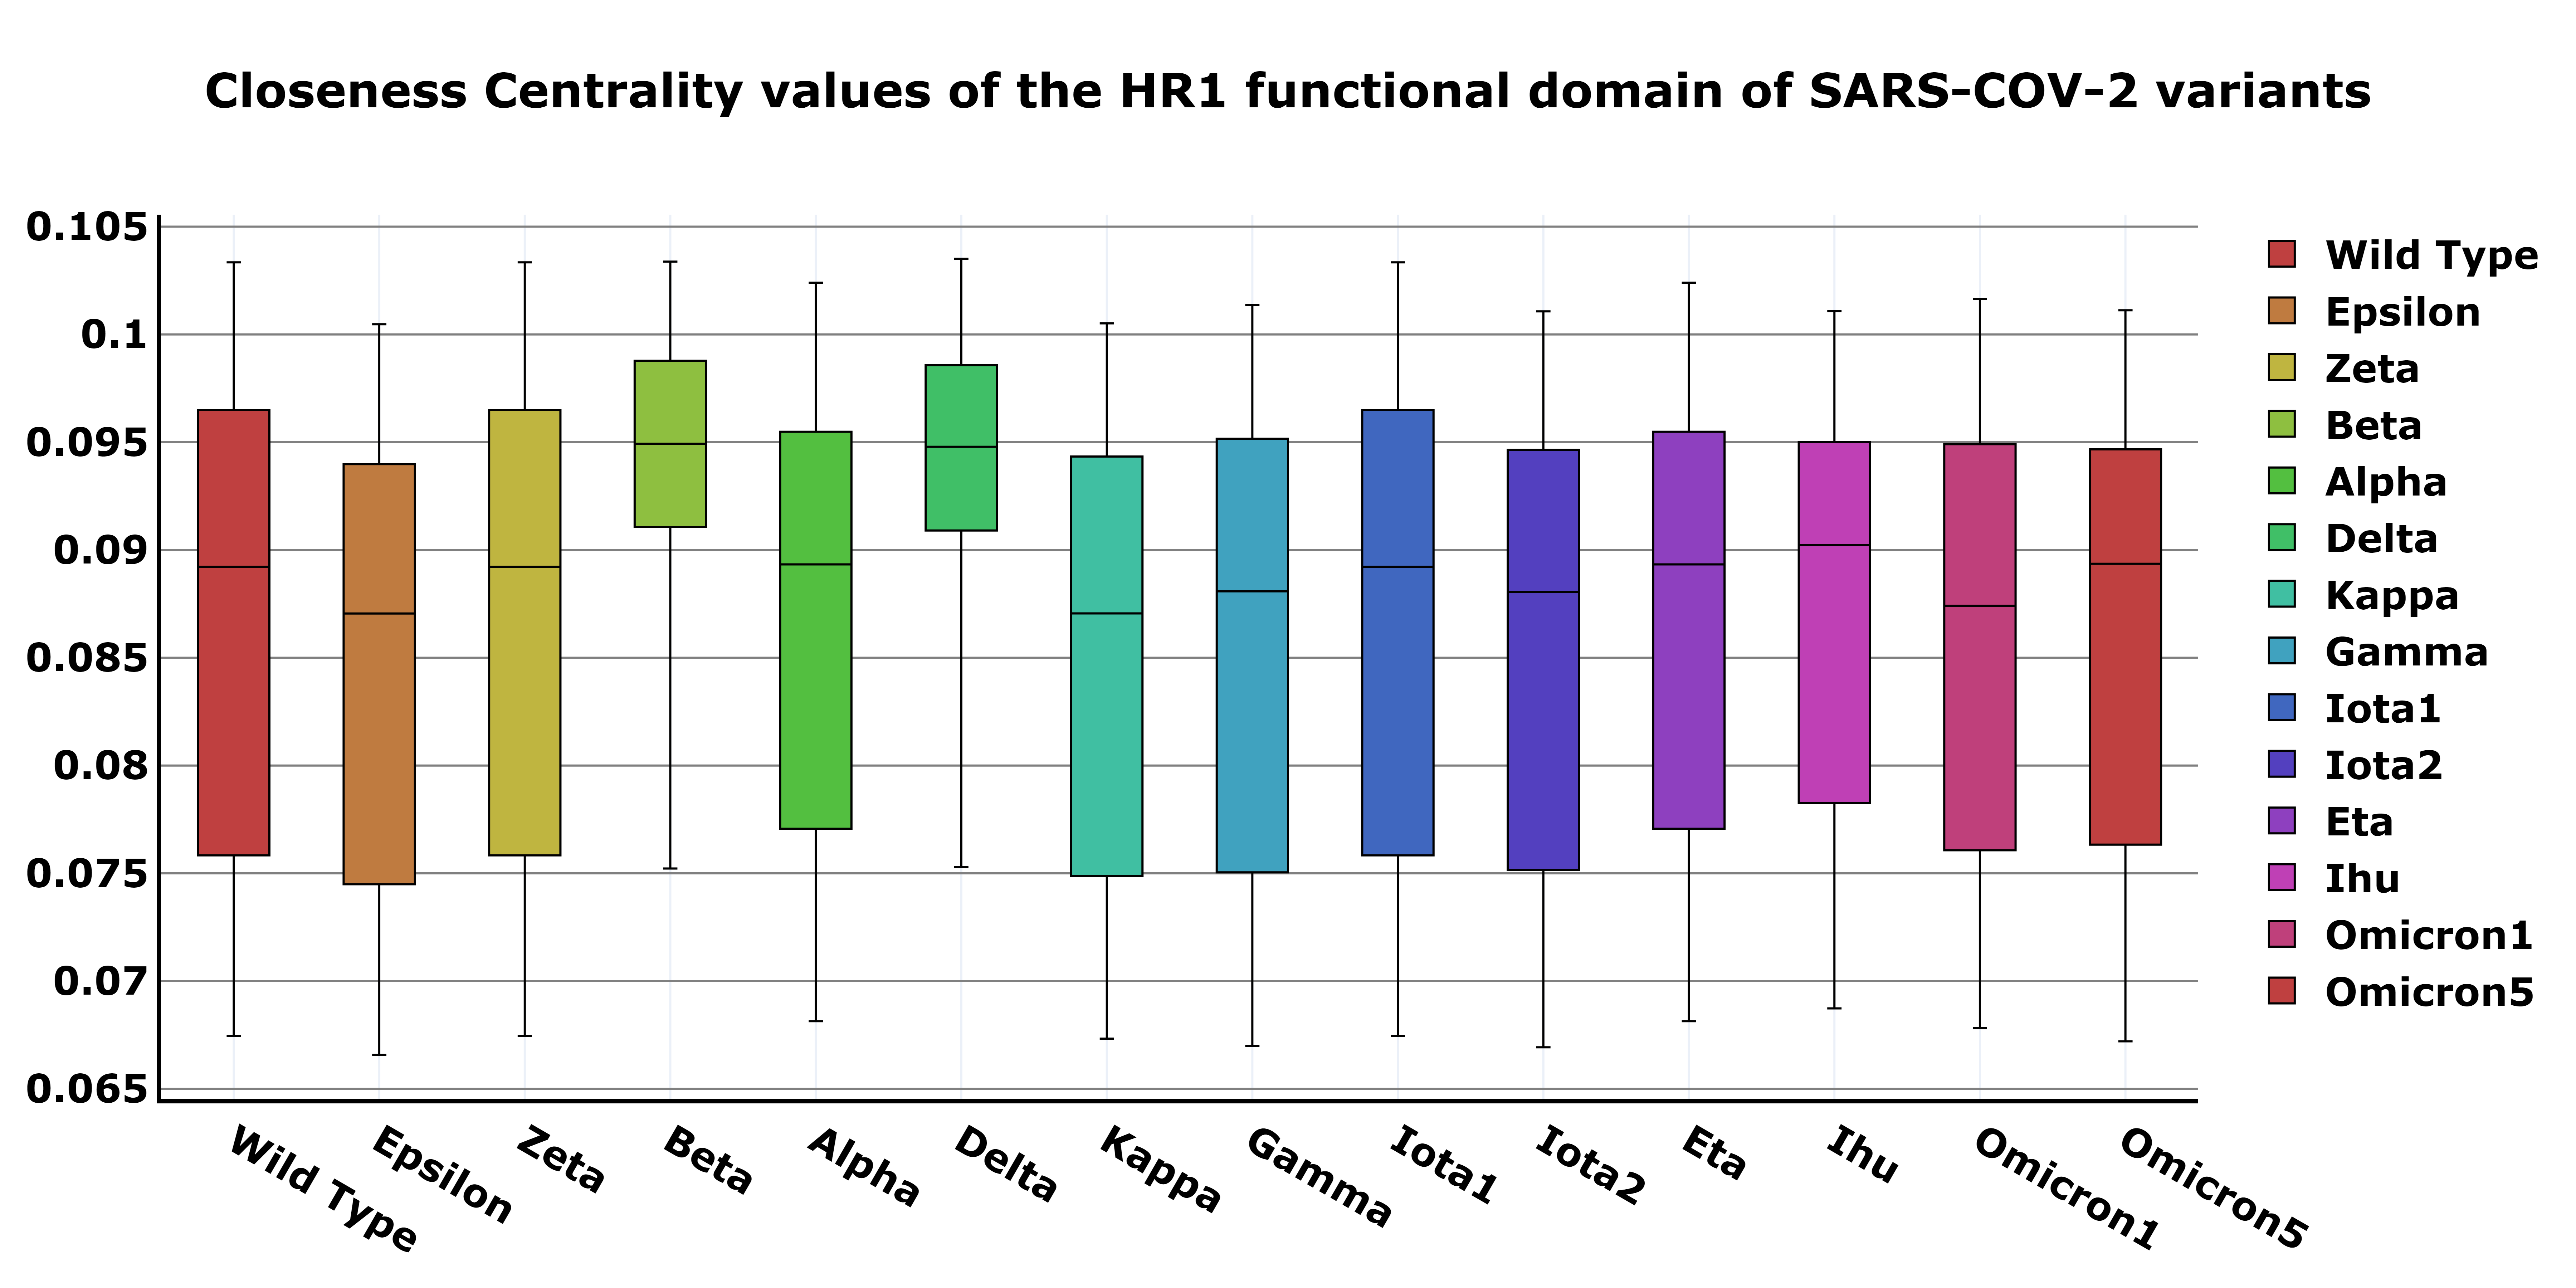 Closeness Centrality values of the HR1 functional domain of SARS-COV-2 variants
0.105
0.1
0.095
0.09
0.085
0.08
0.075
0.07
0.065
Wild Type
Epsilon
Zeta
Beta
Alpha
Delta
Kappa
Gamma
Iota1
Iota2
Eta
Ihu
Omicron1
Omicron5
Wild Type
Epsilon
Zeta
Beta
Alpha
Delta
Kappa
Gamma
Iota1
Iota2
Eta
Ihu
Omicron1
Omicron5